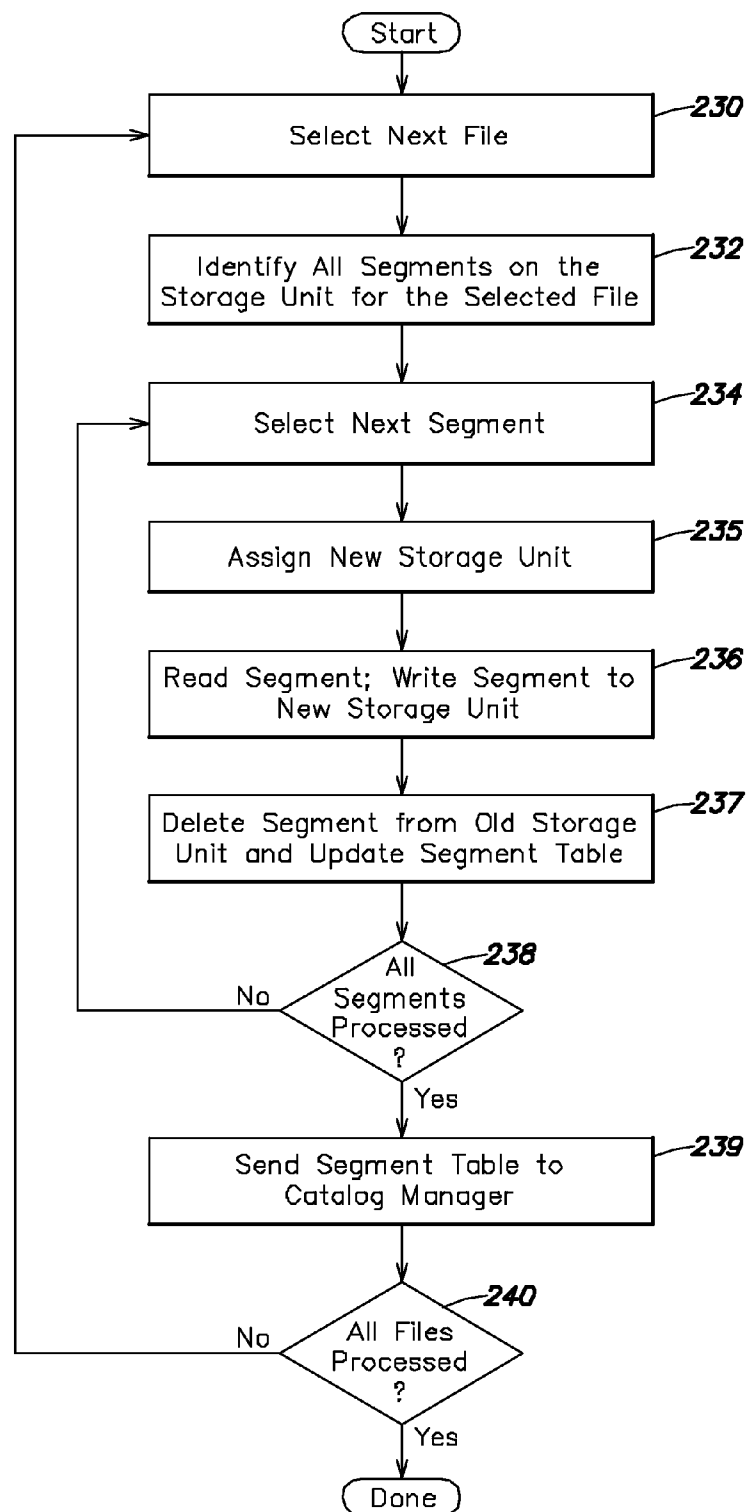 Start
230
Select Next File
232
Identify All Segments on the
Storage Unit for the Selected File
234
Select Next Segment
235
Assign New Storage Unit
236
Read Segment; Write Segment to
New Storage Unit
237
Delete Segment from Old Storage
Unit and Update Segment Table
238
All
Segments
Processed
?
No
Yes
239
Send Segment Table to
Catalog Manager
240
All Files
Processed
?
No
Yes
Done